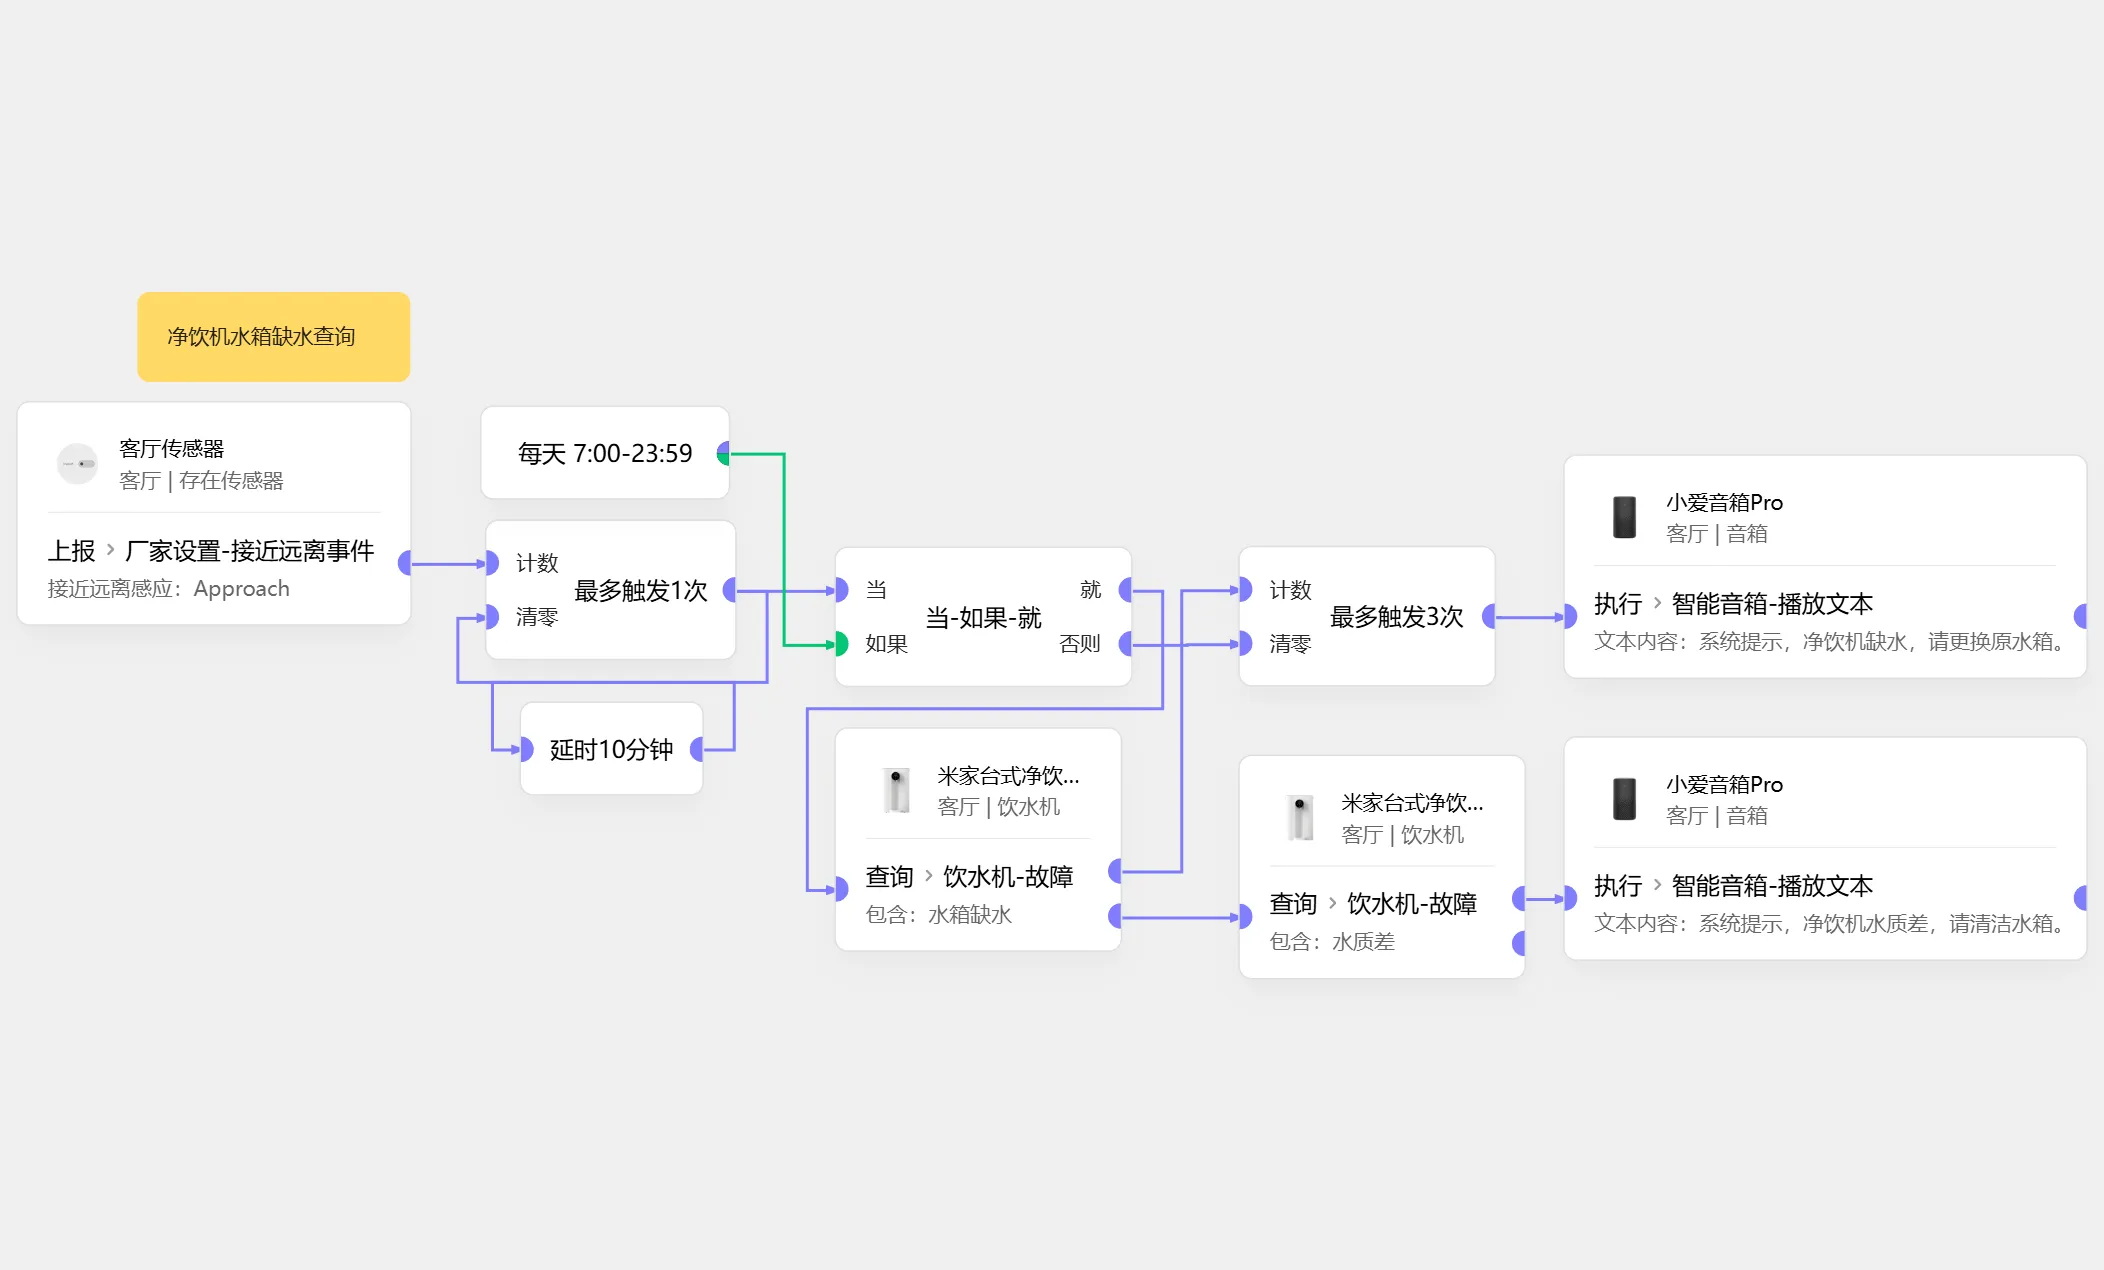 净饮机水箱缺水查询
客厅传感器
客厅 | 存在传感器
上报 > 厂家设置-接近远离事件
接近远离感应：Approach
每天 7:00-23:59
计数
最多触发1次
清零
延时10分钟
当
就
当-如果-就
如果
否则
米家台式净饮...
客厅 | 饮水机
查询 > 饮水机-故障
包含：水箱缺水
计数
最多触发3次
清零
米家台式净饮...
客厅 | 饮水机
查询 > 饮水机-故障
包含：水质差
小爱音箱Pro
客厅 | 音箱
执行 > 智能音箱-播放文本
文本内容：系统提示，净饮机缺水，请更换原水箱。
小爱音箱Pro
客厅 | 音箱
执行 > 智能音箱-播放文本
文本内容：系统提示，净饮机水质差，请清洁水箱。